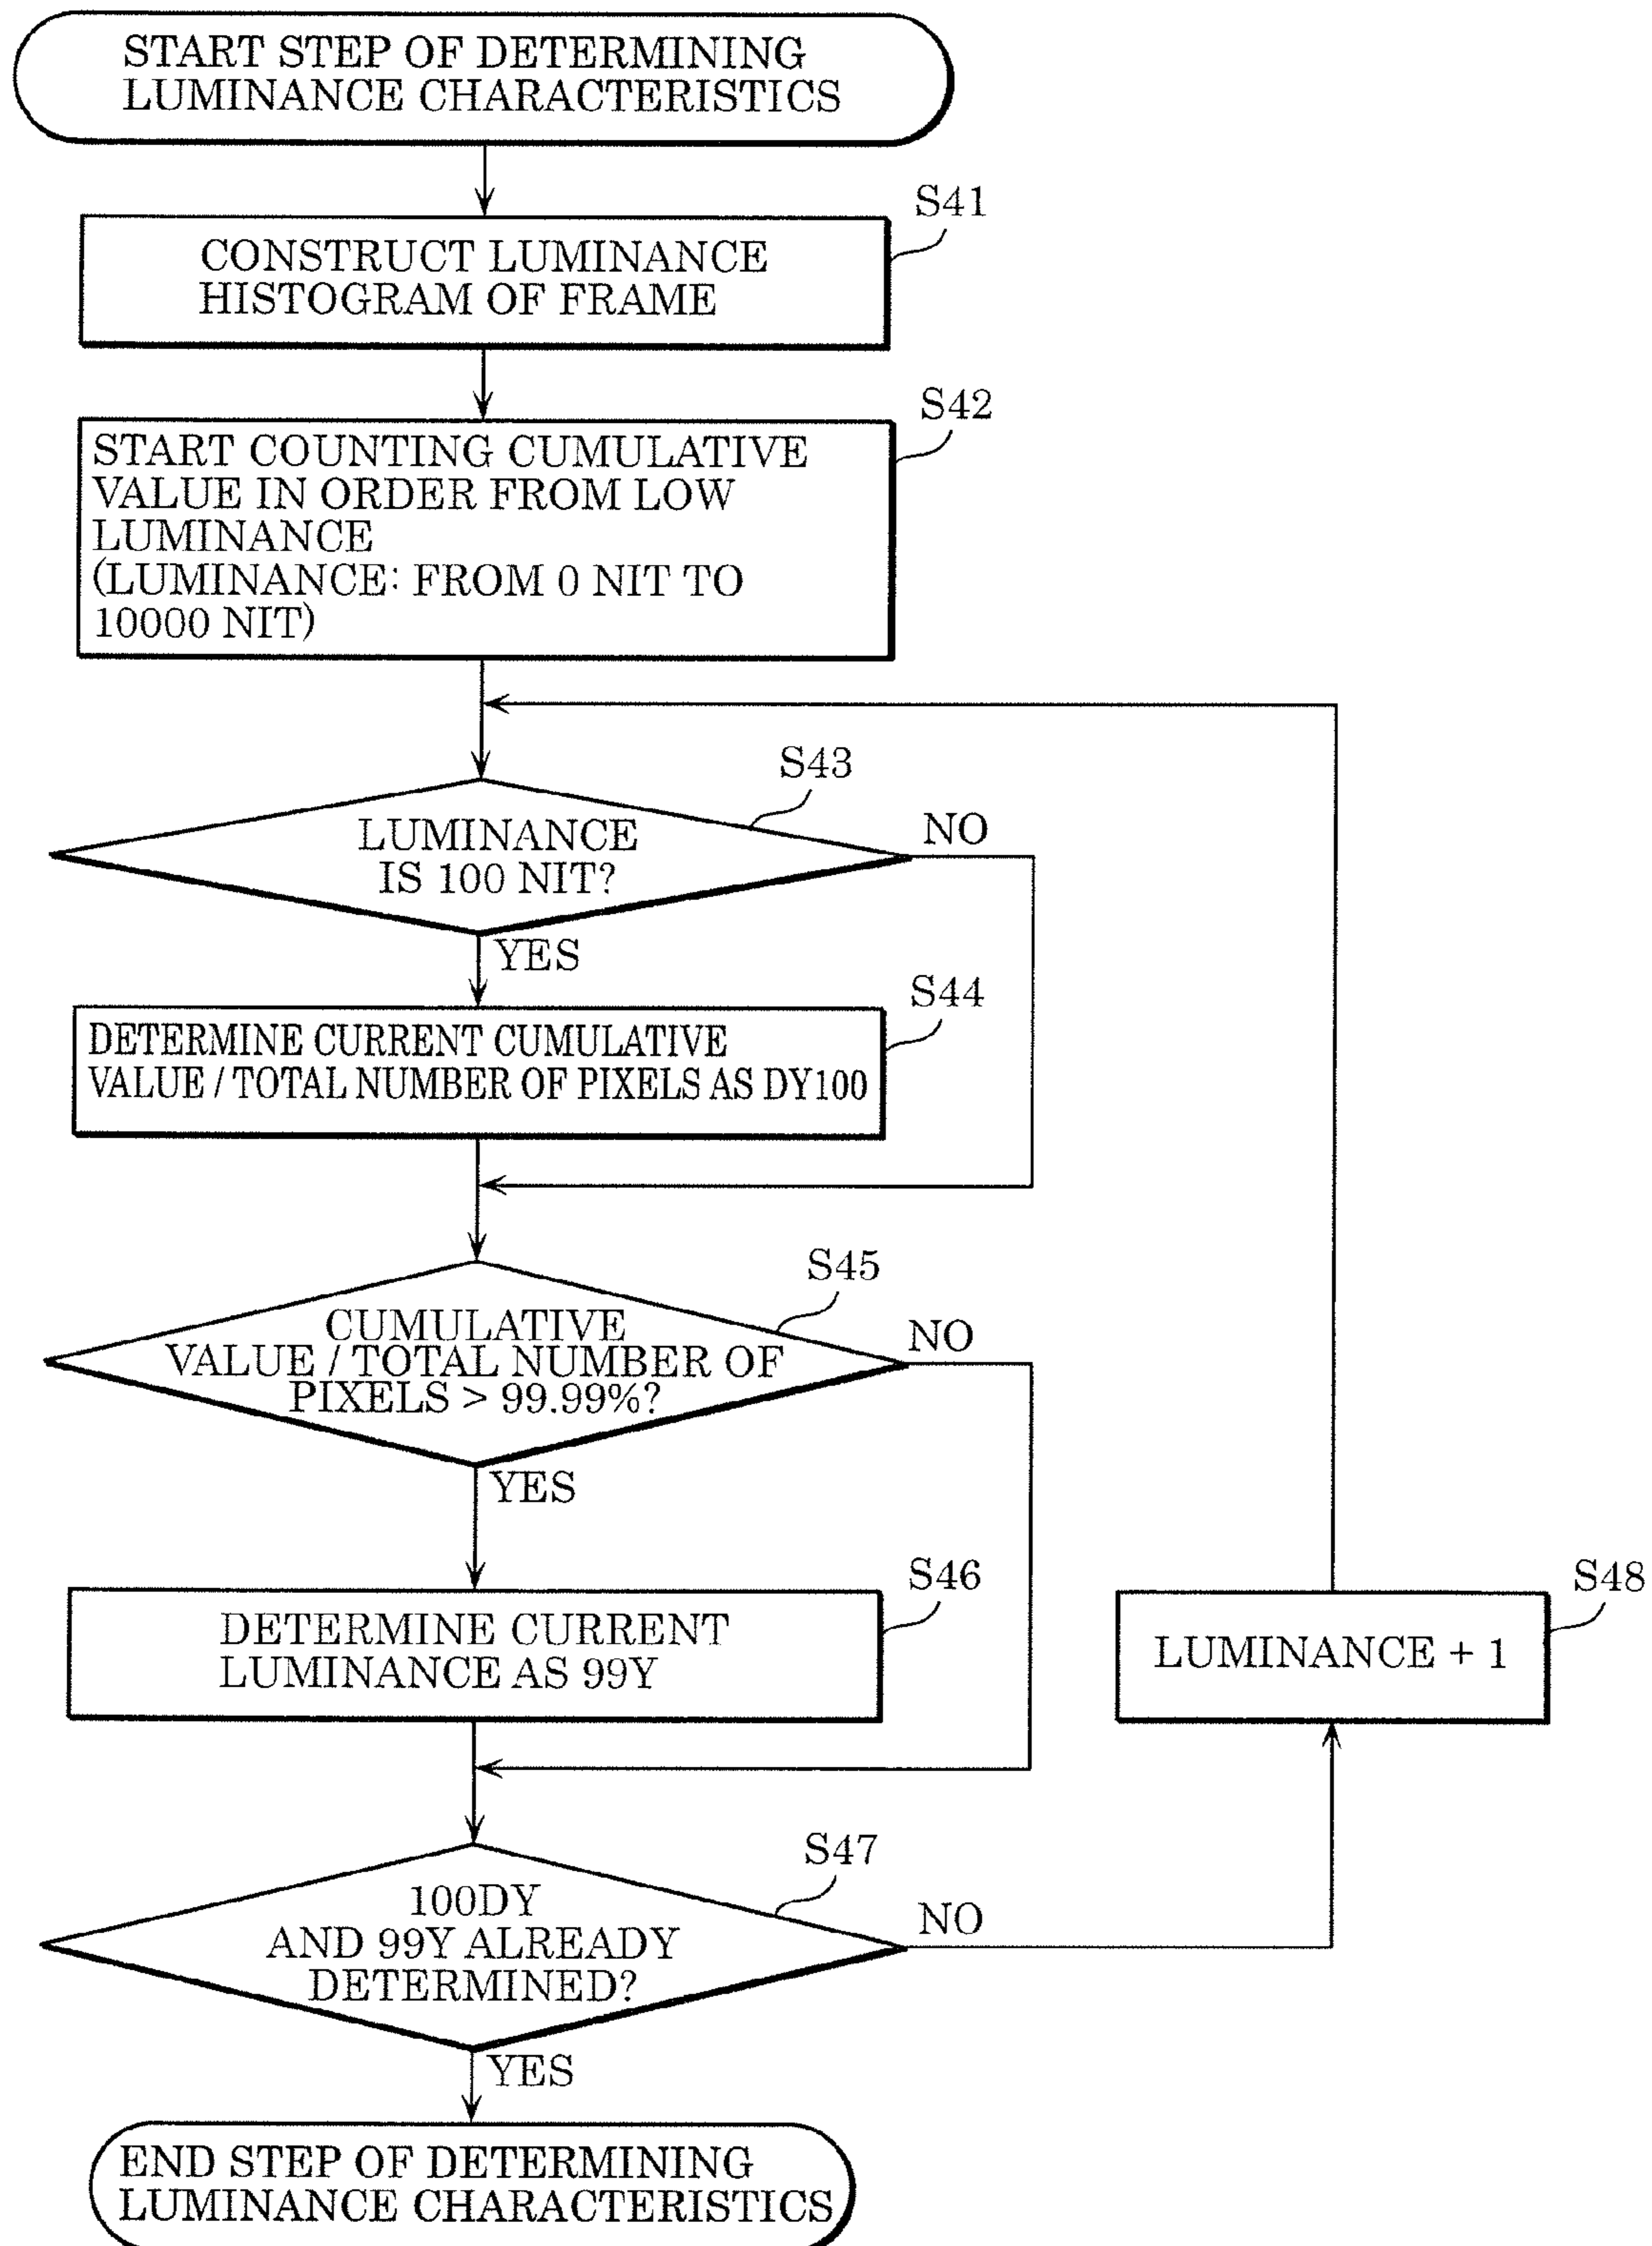 START STEP OF DETERMINING
LUMINANCE CHARACTERISTICS
S41
CONSTRUCT LUMINANCE
HISTOGRAM OF FRAME
S42
START COUNTING CUMULATIVE
VALUE IN ORDER FROM LOW
LUMINANCE
(LUMINANCE: FROM 0 NIT TO
10000 NIT)
S43
LUMINANCE
IS 100 NIT?
NO
YES
S44
DETERMINE CURRENT CUMULATIVE
VALUE / TOTAL NUMBER OF PIXELS AS DY100
S45
CUMULATIVE
VALUE / TOTAL NUMBER OF
PIXELS > 99.99%?
NO
YES
S46
DETERMINE CURRENT
LUMINANCE AS 99Y
S48
LUMINANCE + 1
S47
100DY
AND 99Y ALREADY
DETERMINED?
NO
YES
END STEP OF DETERMINING
LUMINANCE CHARACTERISTICS